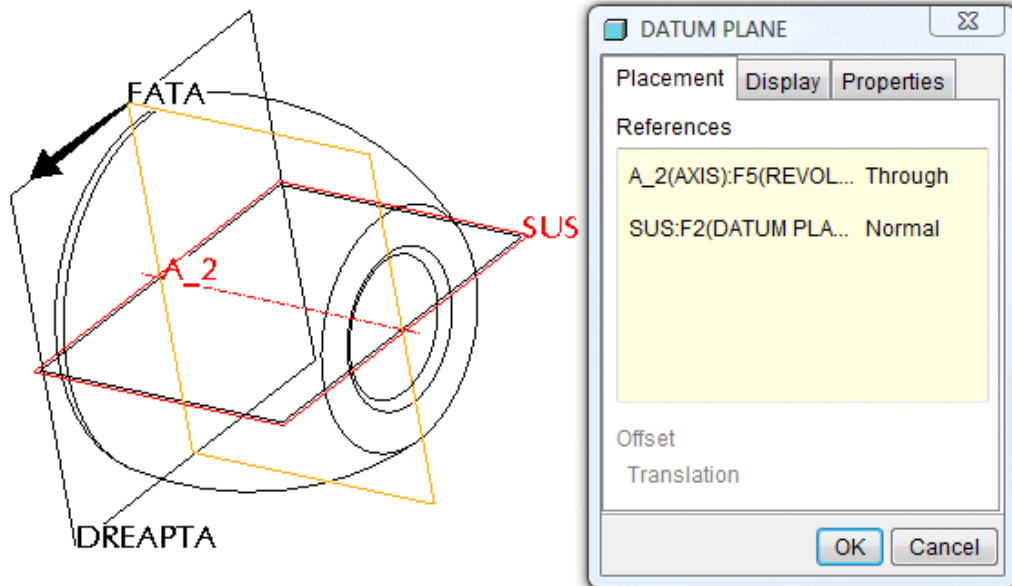 FATA
SUS
A_2
DREAPTA
DATUM PLANE
Placement Display Properties
References
A_2(AXIS):F5(REVOL... Through
SUS:F2(DATUM PLA... Normal
Offset
Translation
OK Cancel